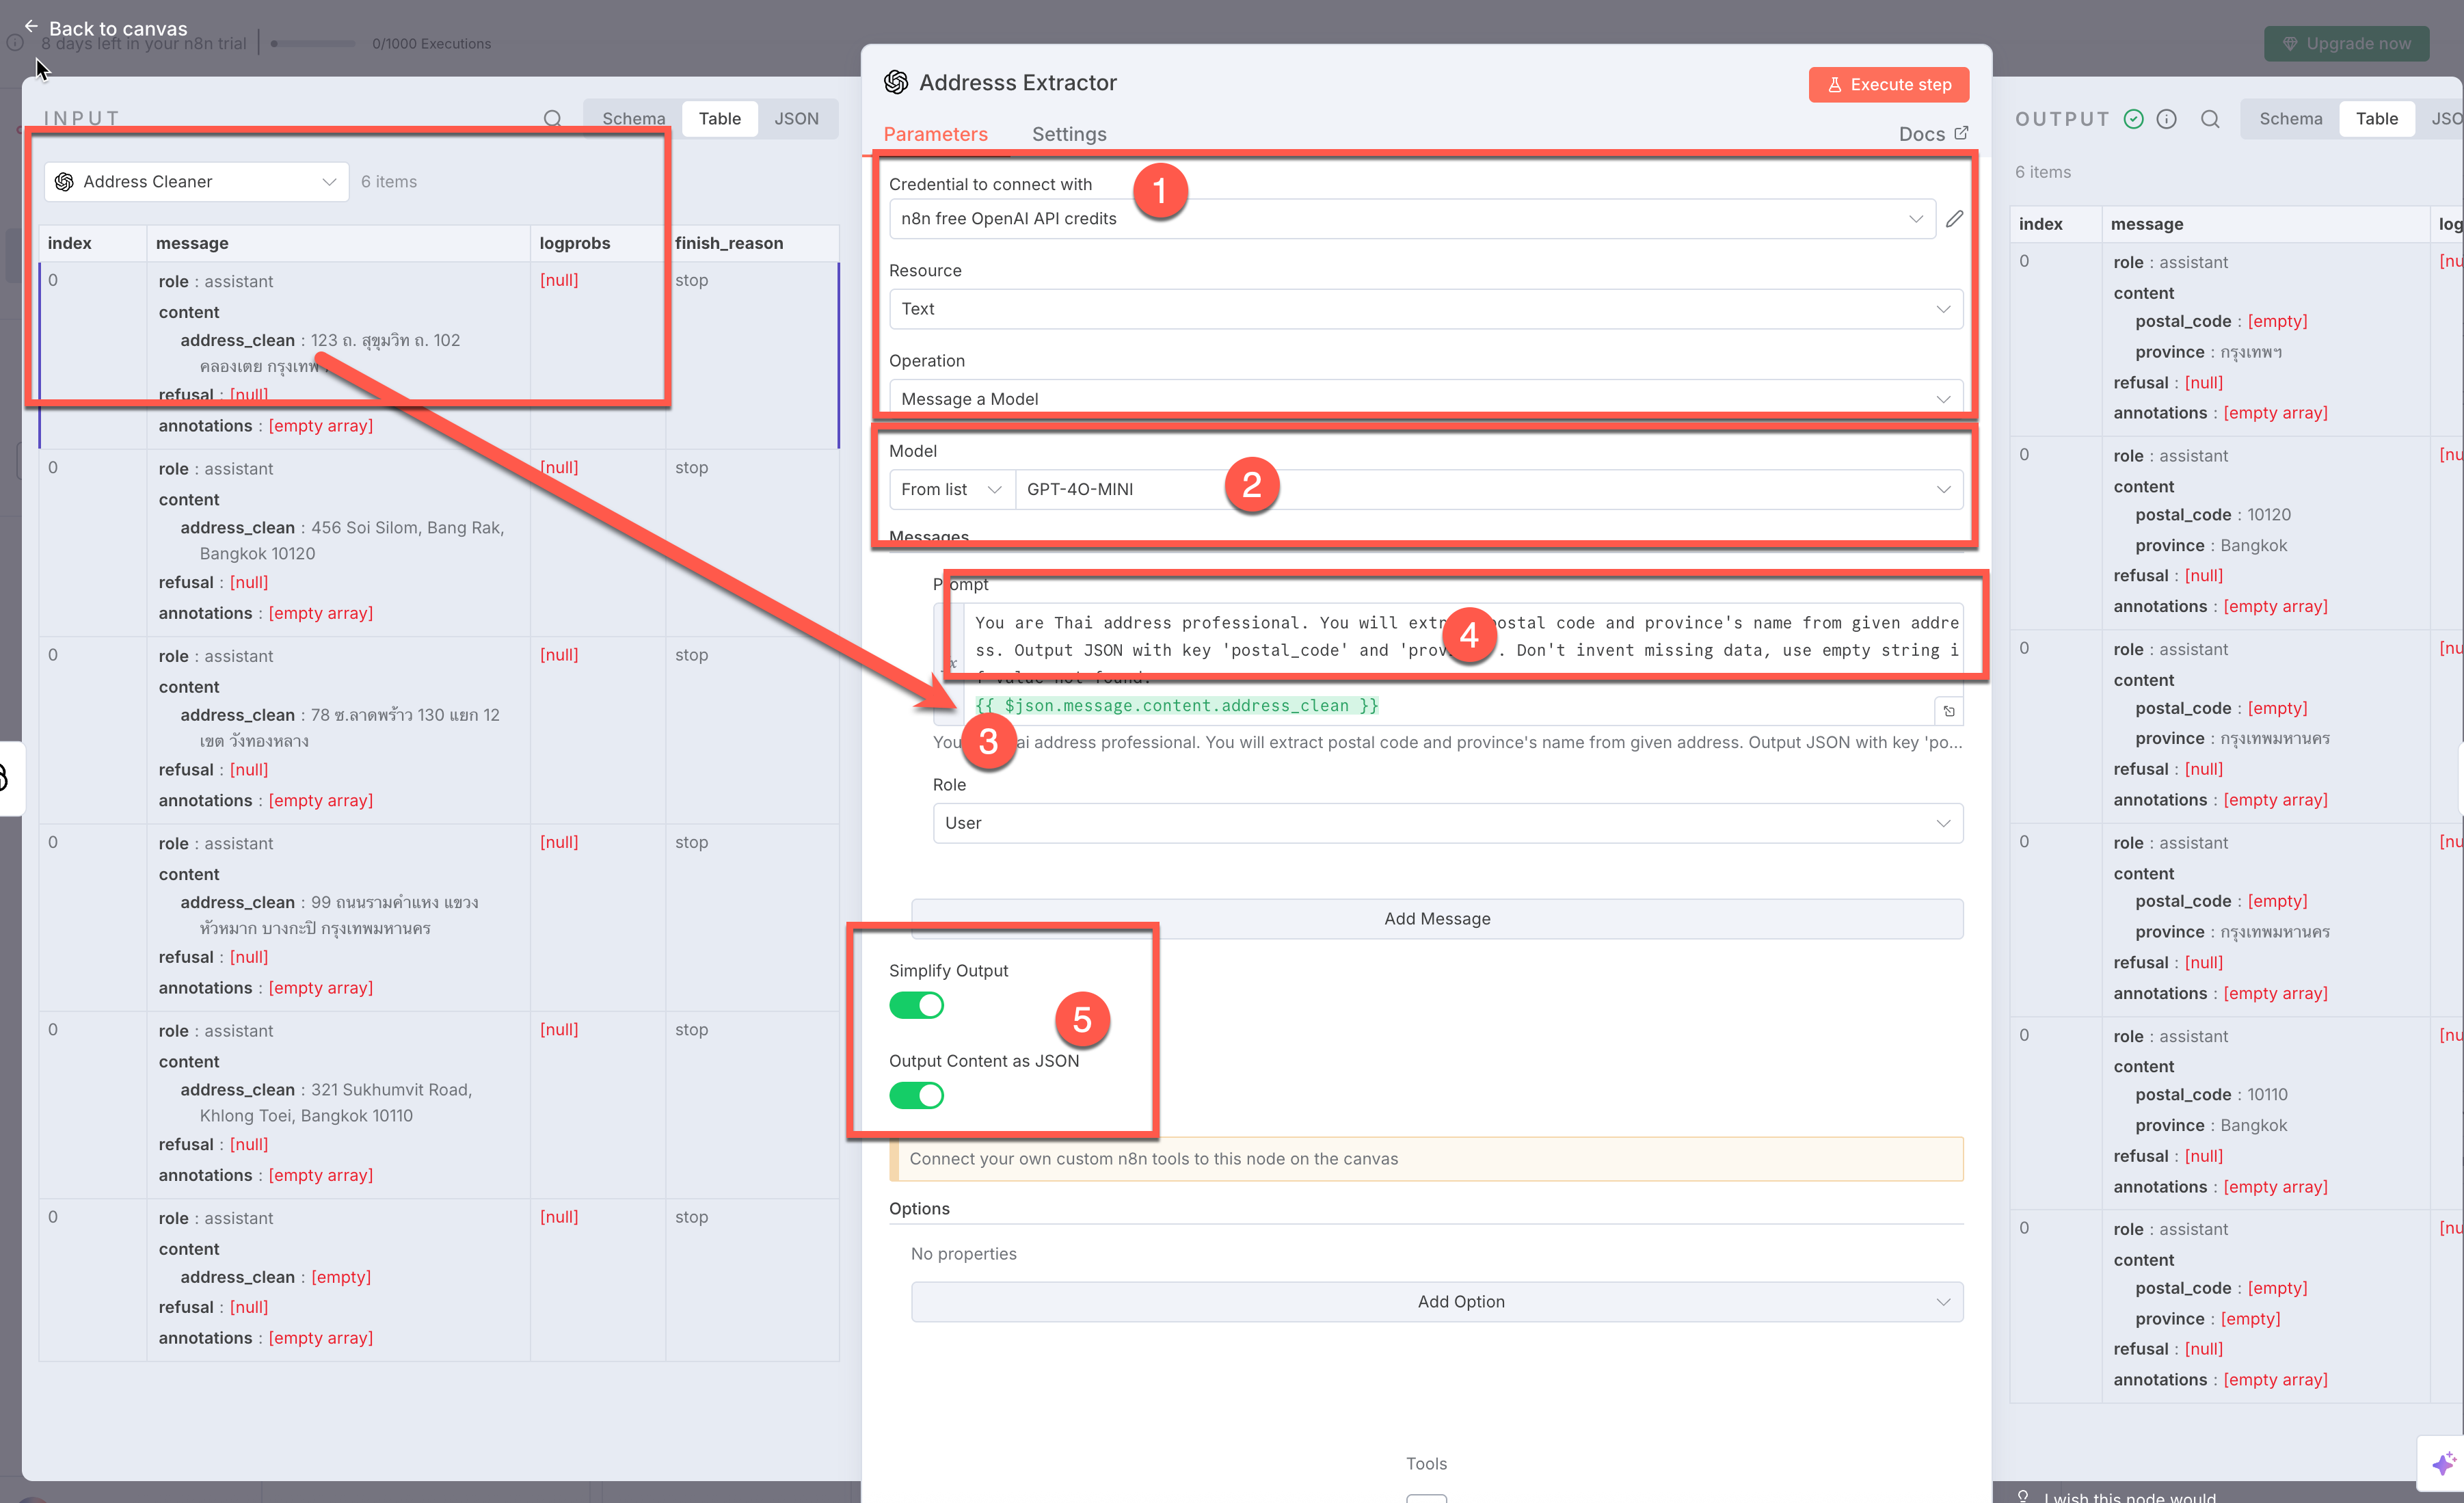 Back to canvas
8 days left in your n8n trial
0/1000 Executions
Upgrade now
INPUT
Schema
Table
JSON
Address Cleaner
6 items
index
message
logprobs
finish_reason
0
role : assistant
[null]
stop
content
address_clean : 123 ถ. สุขุมวิท ถ. 102
คลองเตย
refusal : [null]
annotations : [empty array]
0
role : assistant
[null]
stop
content
address_clean : 456 Soi Silom, Bang Rak,
Bangkok 10120
refusal : [null]
annotations : [empty array]
0
role : assistant
[null]
stop
content
address_clean : 78 ซ.ลาดพร้าว 130 แยก 12
เขต วังทองหลาง
refusal : [null]
annotations : [empty array]
0
role : assistant
[null]
stop
content
address_clean : 99 ถนนรามคำแหง แขวง
หัวหมาก บางกะปิ กรุงเทพมหานคร
refusal : [null]
annotations : [empty array]
0
role : assistant
[null]
stop
content
address_clean : 321 Sukhumvit Road,
Khlong Toei, Bangkok 10110
refusal : [null]
annotations : [empty array]
0
role : assistant
[null]
stop
content
address_clean : [empty]
refusal : [null]
annotations : [empty array]
Addresss Extractor
Execute step
Parameters
Settings
Docs
Credential to connect with
1
n8n free OpenAI API credits
Resource
Text
Operation
Message a Model
Model
From list
GPT-4O-MINI
2
Messages
Prompt
You are Thai address professional. You will postal code and province's name from given addre
ss. Output JSON with key 'postal_code' and Don't invent missing data, use empty string i
f value not found.
4
{{ $json.message.content.address_clean }}
3
address professional. You will extract postal code and province's name from given address. Output JSON with key 'po...
Role
User
Add Message
Simplify Output
5
Output Content as JSON
Connect your own custom n8n tools to this node on the canvas
Options
No properties
Add Option
Tools
OUTPUT
Schema
Table
JSO
6 items
index
message
log
0
role : assistant
[nu
content
postal_code : [empty]
province : กรุงเทพฯ
refusal : [null]
annotations : [empty array]
0
role : assistant
[nu
content
postal_code : 10120
province : Bangkok
refusal : [null]
annotations : [empty array]
0
role : assistant
[nu
content
postal_code : [empty]
province : กรุงเทพมหานคร
refusal : [null]
annotations : [empty array]
0
role : assistant
[nu
content
postal_code : [empty]
province : กรุงเทพมหานคร
refusal : [null]
annotations : [empty array]
0
role : assistant
[nu
content
postal_code : 10110
province : Bangkok
refusal : [null]
annotations : [empty array]
0
role : assistant
[nu
content
postal_code : [empty]
province : [empty]
refusal : [null]
annotations : [empty array]
I wish this node would